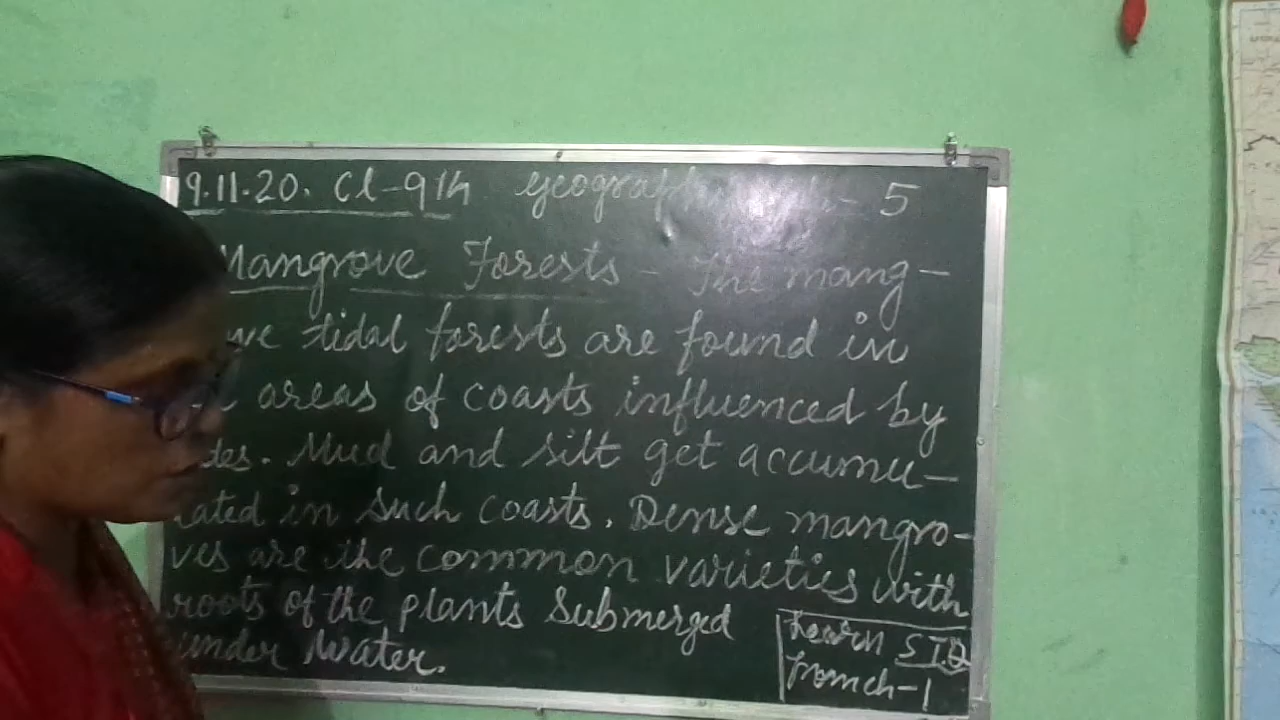 9.11.20. Cl-9th Geograph 5
Mangrove Forests - The mang-
ve tidal forests are found in
areas of coasts influenced by
des. Mud and silt get accumu-
lated in such coasts. Dense mangro-
ves are the common varieties with
roots of the plants submerged
under water.
Learn S.T.Q
from ch-1